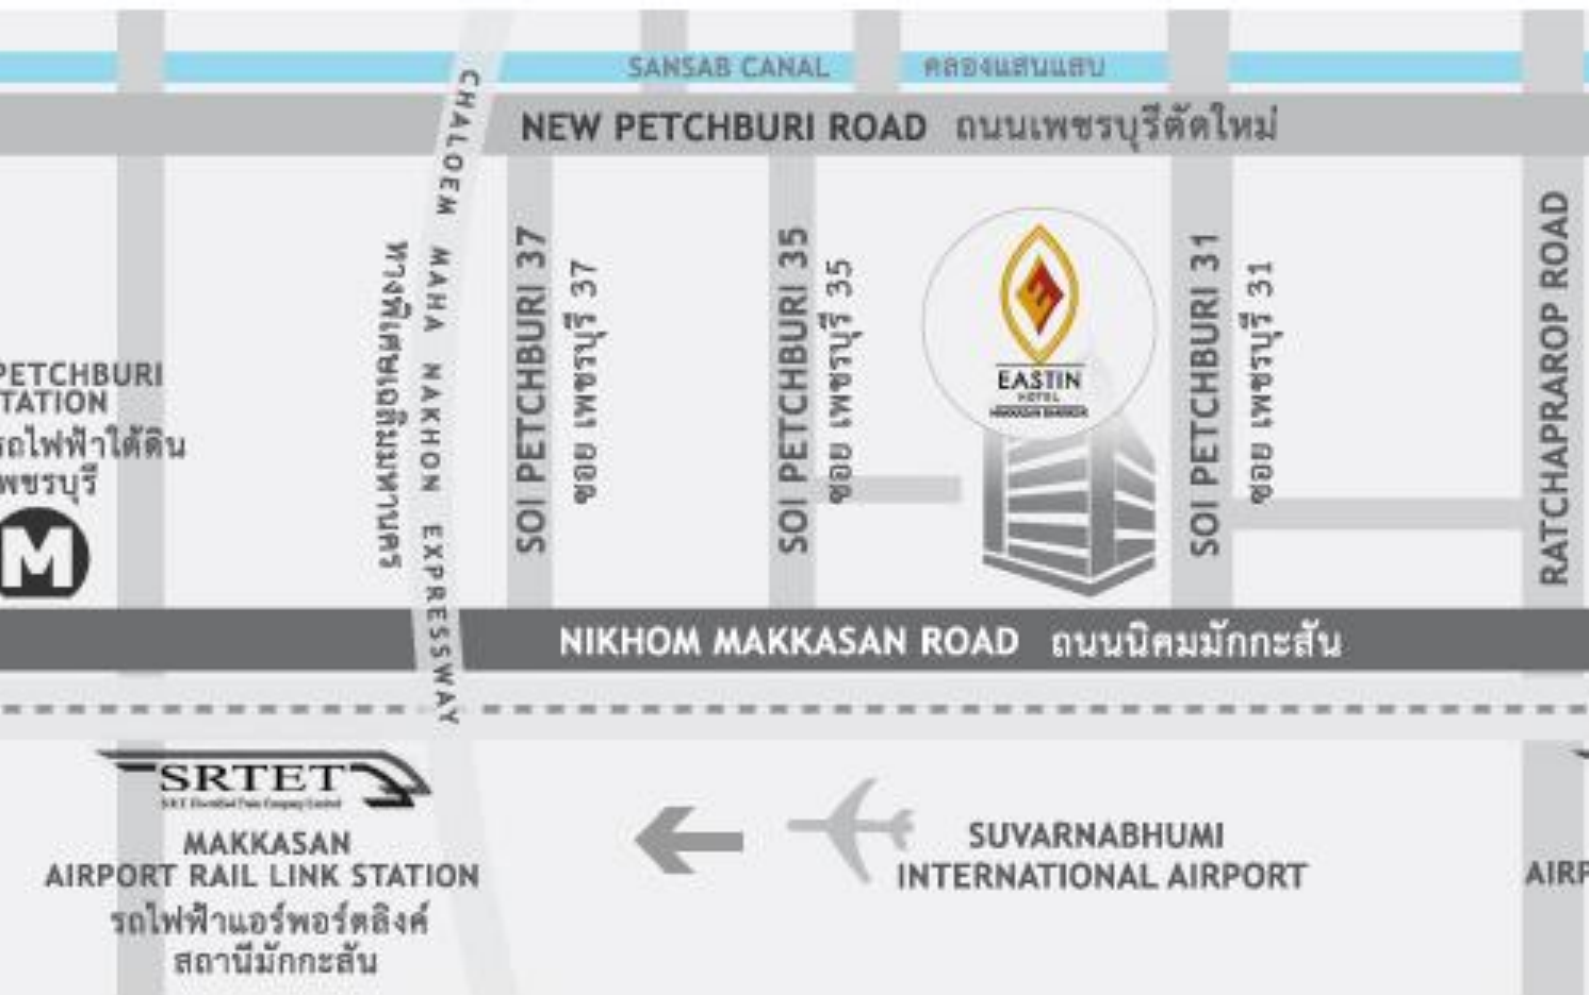 SANSAB CANAL คลองแสนแสบ
NEW PETCHBURI ROAD ถนนเพชรบุรีตัดใหม่
CHALOEM MAHA NAKHON EXPRESSWAY
ทางพิเศษเฉลิมมหานคร
SOI PETCHBURI 37
ซอย เพชรบุรี 37
SOI PETCHBURI 35
ซอย เพชรบุรี 35
EASTIN
HOTEL
MAKKASAN BANGKOK
SOI PETCHBURI 31
ซอย เพชรบุรี 31
RATCHAPRAROP ROAD
PETCHBURI
TATION
รถไฟฟ้าใต้ดิน
เพชรบุรี
M
NIKHOM MAKKASAN ROAD ถนนนิคมมักกะสัน
SRTET
S.R.T. Electrified Train Company Limited
MAKKASAN
AIRPORT RAIL LINK STATION
รถไฟฟ้าแอร์พอร์ตลิงค์
สถานีมักกะสัน
SUVARNABHUMI
INTERNATIONAL AIRPORT
AIRP